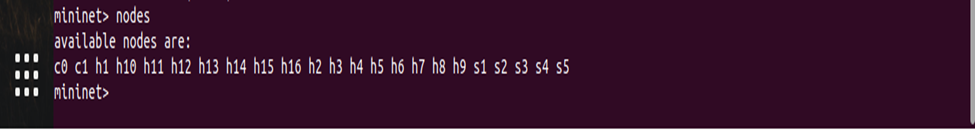 mininet> nodes
available nodes are:
c0 c1 h1 h10 h11 h12 h13 h14 h15 h16 h2 h3 h4 h5 h6 h7 h8 h9 s1 s2 s3 s4 s5
mininet>